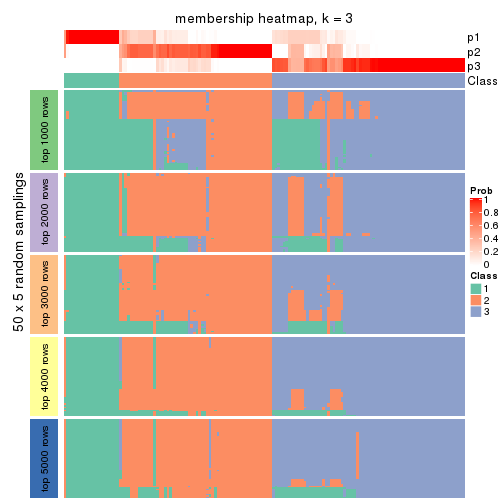 membership heatmap, k = 3
p1
p2
p3
Class
50 x 5 random samplings
top 1000 rows
top 2000 rows
top 3000 rows
top 4000 rows
top 5000 rows
Prob
1
0.8
0.6
0.4
0.2
0
Class
1
2
3